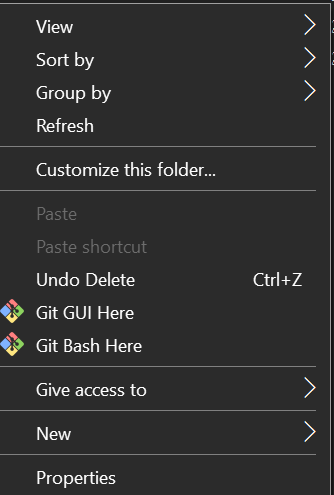 View
Sort by
Group by
Refresh
Customize this folder...
Paste
Paste shortcut
Undo Delete Ctrl+Z
Git GUI Here
Git Bash Here
Give access to
New
Properties